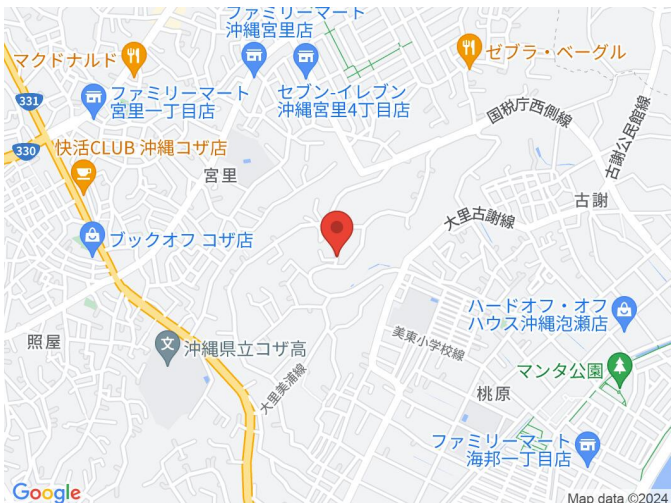 ファミリーマート
沖縄宮里店
マクドナルド
ゼブラ・ベーグル
331
ファミリーマート
宮里一丁目店
セブン-イレブン
沖縄宮里4丁目店
国税庁西側線
古謝公民館線
330
快活CLUB 沖縄コザ店
宮里
古謝
大里古謝線
ブックオフ コザ店
ハードオフ・オフ
ハウス沖縄泡瀬店
照屋
沖縄県立コザ高
文
美東小学校線
マンタ公園
大里美浦線
桃原
ファミリーマート
海邦一丁目店
Google
Map data ©2024